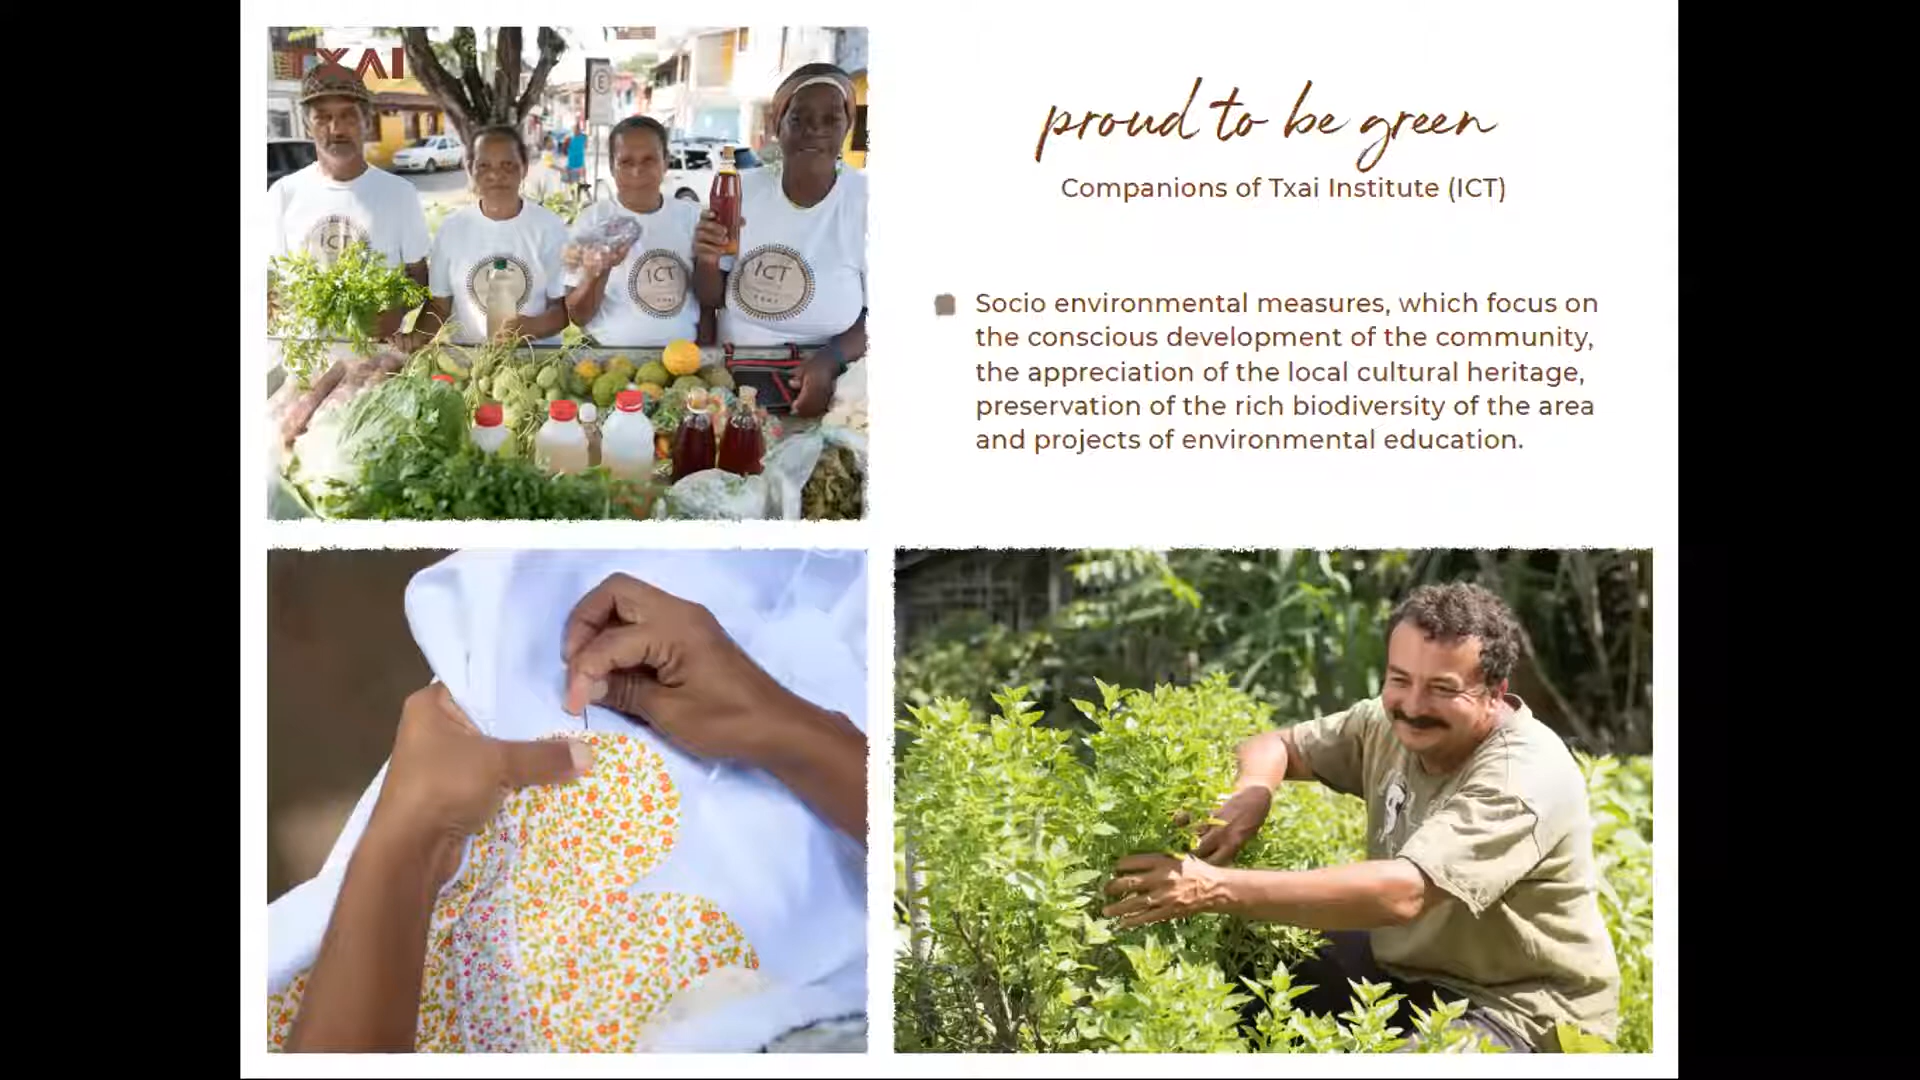 TXAI
E
ICT
ICT
ICT
ICT
proud to be green
Companions of Txai Institute (ICT)
Socio environmental measures, which focus on
the conscious development of the community,
the appreciation of the local cultural heritage,
preservation of the rich biodiversity of the area
and projects of environmental education.